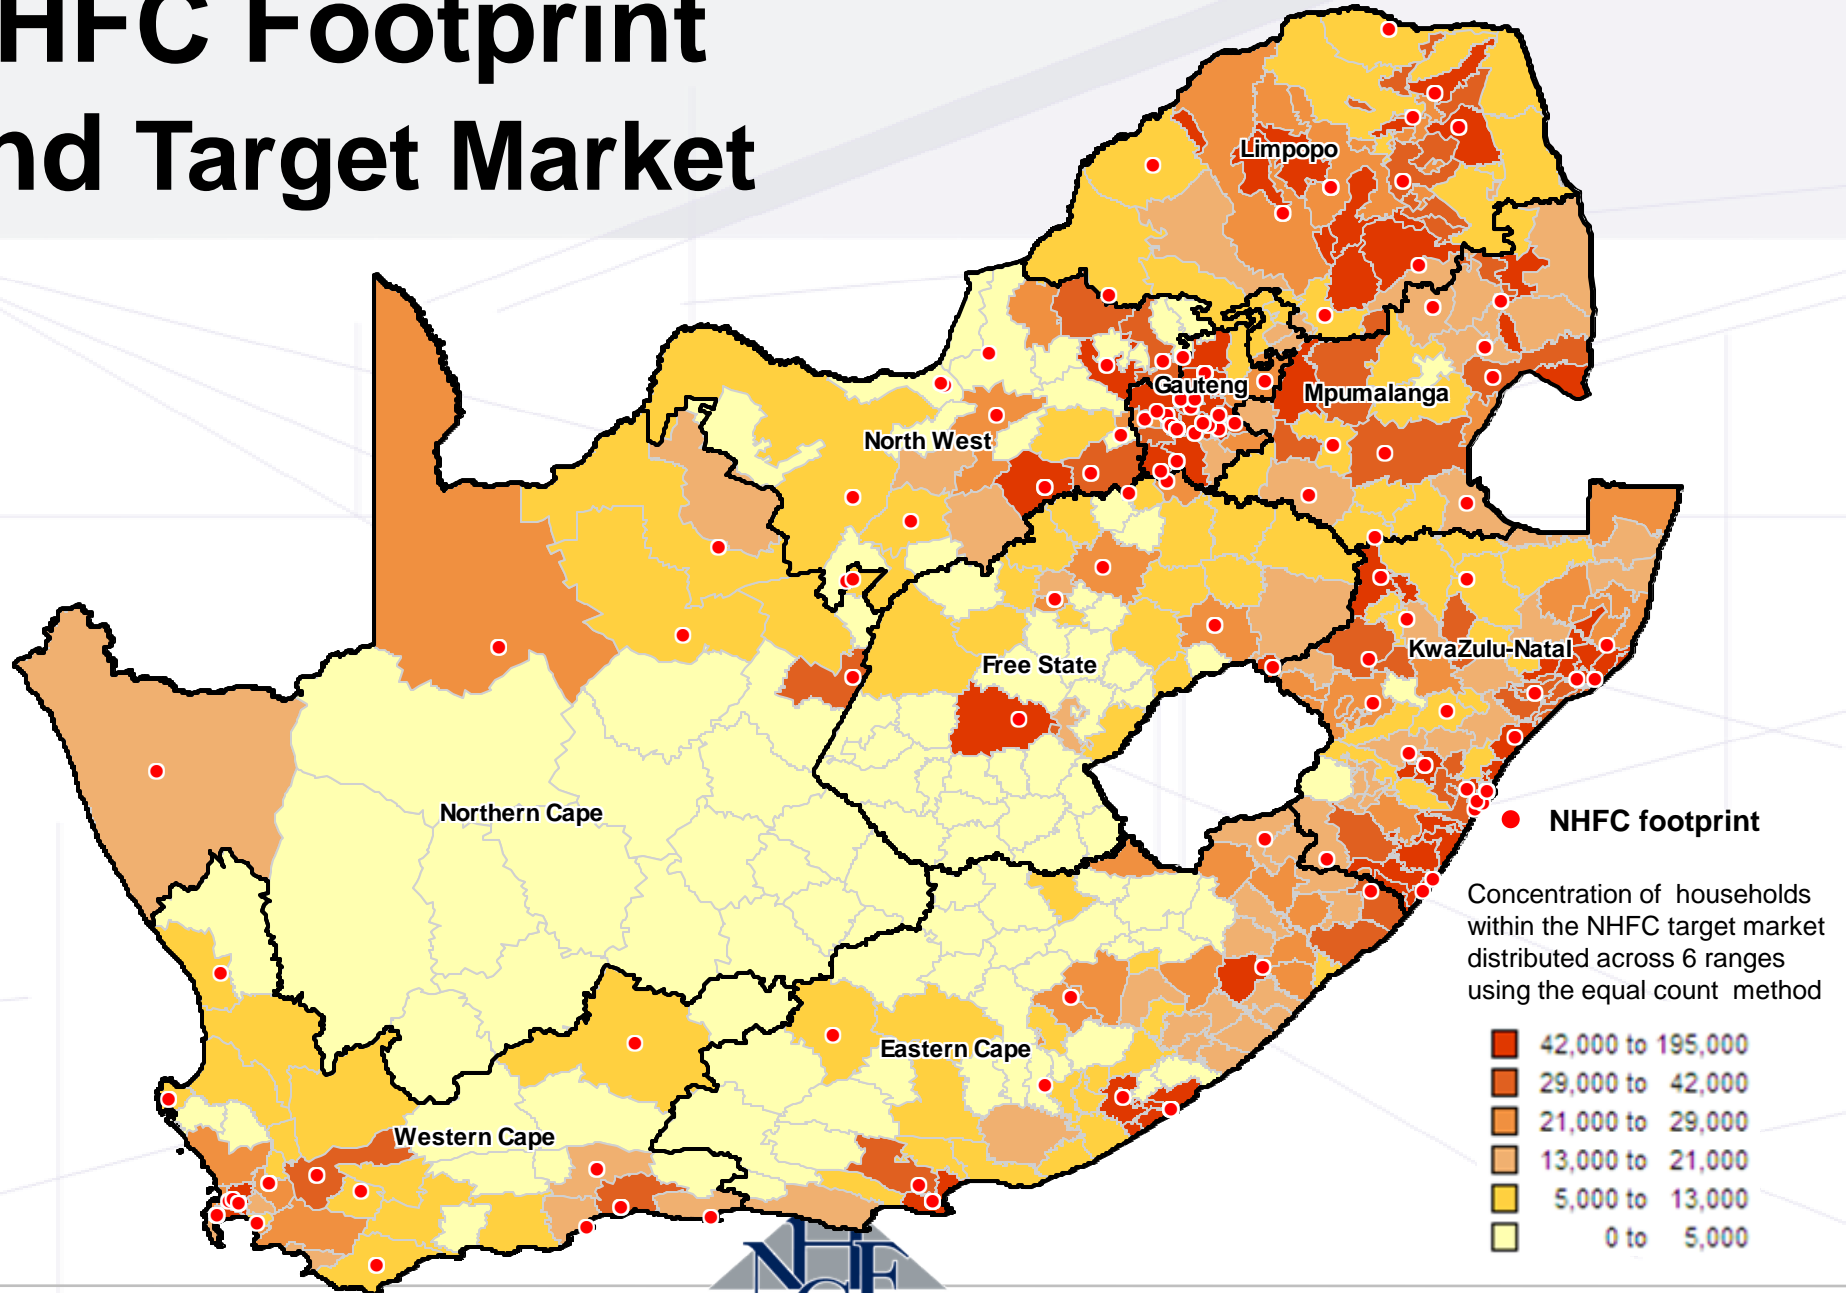 HFC Footprint
nd Target Market
Limpopo
Gauteng
Mpumalanga
North West
KwaZulu-Natal
Free State
Northern Cape
Eastern Cape
Western Cape
NHFC footprint
Concentration of households
within the NHFC target market
distributed across 6 ranges
using the equal count method
42,000 to 195,000
29,000 to 42,000
21,000 to 29,000
13,000 to 21,000
5,000 to 13,000
0 to 5,000
NHF